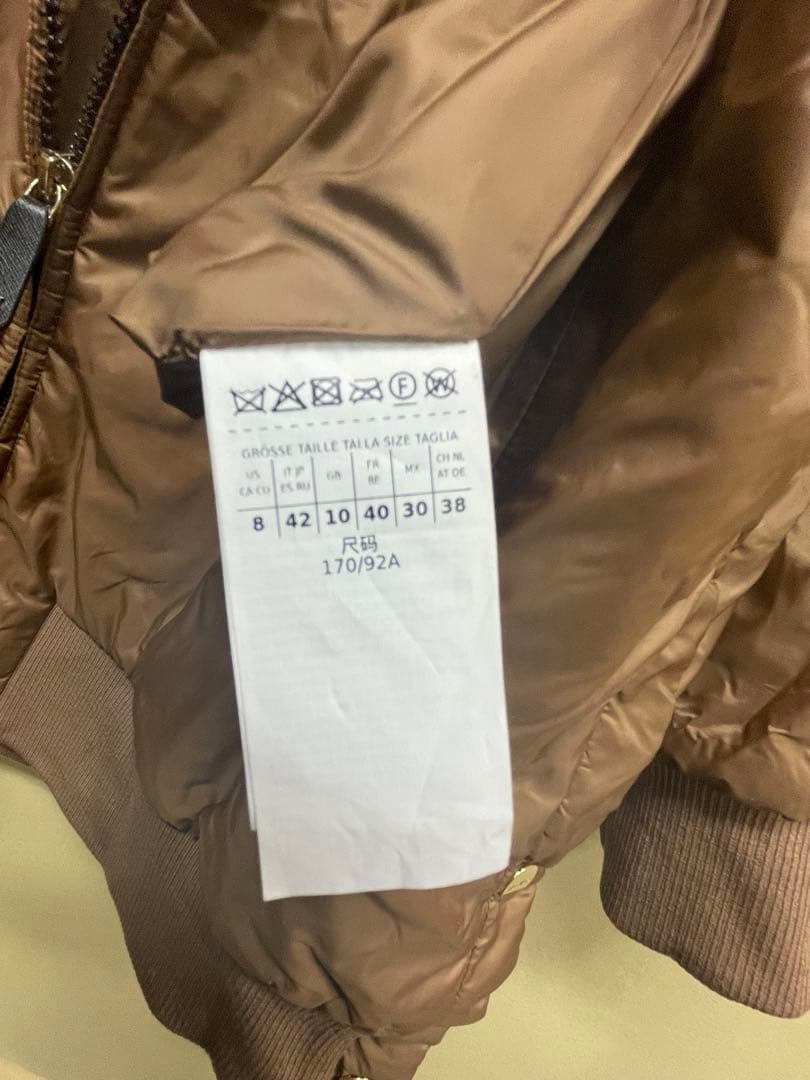 F W
GRÖSSE TAILLE TALLA SIZE TAGLIA
US IT JP GB FR MX CH NL
CA CO ES RU BE AT DE
8 42 10 40 30 38
尺码
170/92A